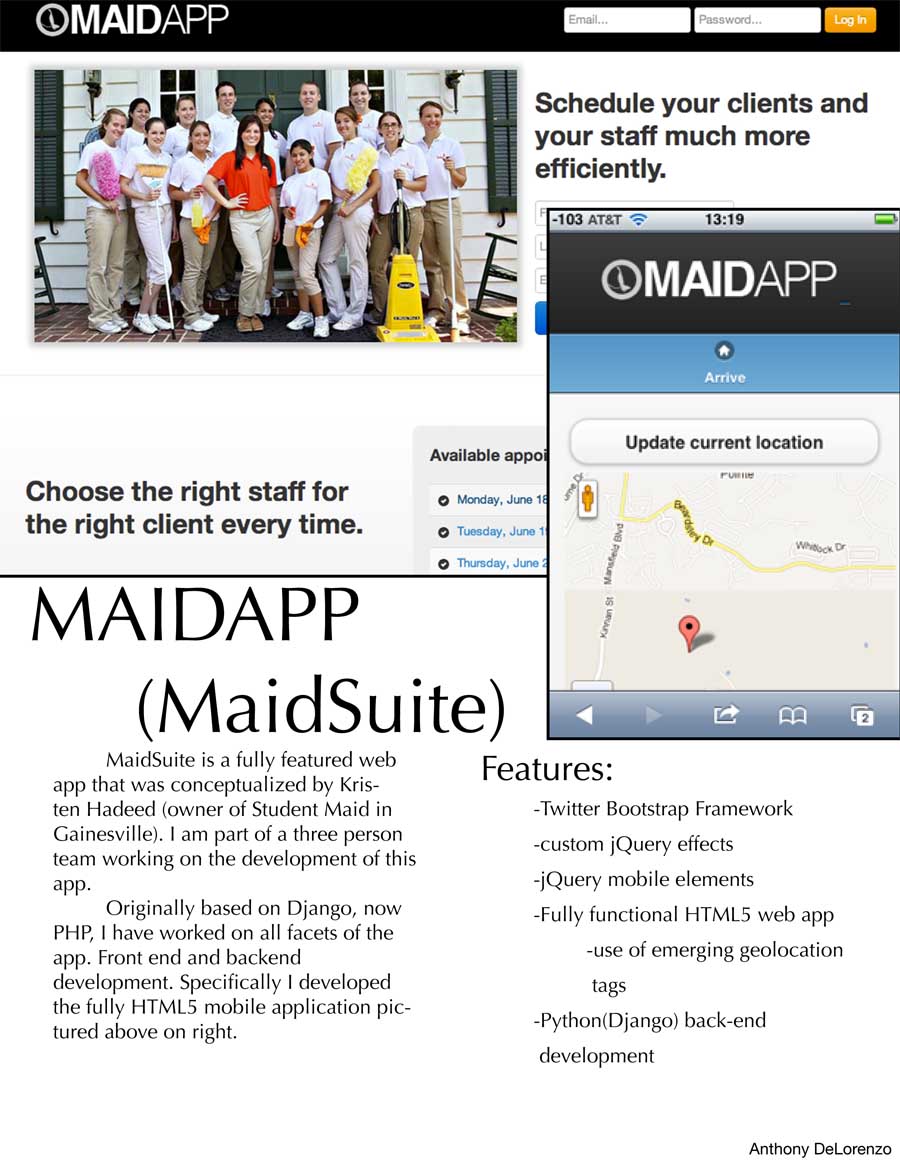 MAIDAPP
Email...
Password...
Log In
Schedule your clients and
your staff much more
efficiently.
F
L
E
-103 AT&T
13:19
MAIDAPP
Arrive
Update current location
Pointe
Beardsley Dr
Whitlock Dr
Mansfield Blvd
Kinnan St
2
Choose the right staff for
the right client every time.
Available appoi
Monday, June 18
Tuesday, June 1
Thursday, June 2
MAIDAPP
(MaidSuite)
MaidSuite is a fully featured web
app that was conceptualized by Kris-
ten Hadeed (owner of Student Maid in
Gainesville). I am part of a three person
team working on the development of this
app.
Originally based on Django, now
PHP, I have worked on all facets of the
app. Front end and backend
development. Specifically I developed
the fully HTML5 mobile application pic-
tured above on right.
Features:
-Twitter Bootstrap Framework
-custom jQuery effects
-jQuery mobile elements
-Fully functional HTML5 web app
-use of emerging geolocation
tags
-Python(Django) back-end
development
Anthony DeLorenzo